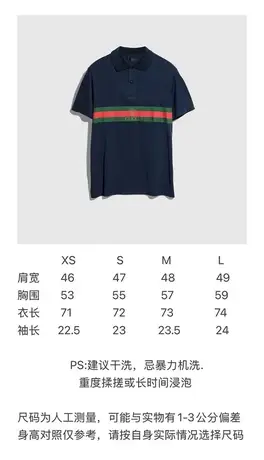 XS S M L
肩宽 46 47 48 49
胸围 53 55 57 59
衣长 71 72 73 74
袖长 22.5 23 23.5 24
PS:建议干洗，忌暴力机洗.
重度揉搓或长时间浸泡
尺码为人工测量，可能与实物有1-3公分偏差
身高对照仅参考，请按自身实际情况选择尺码